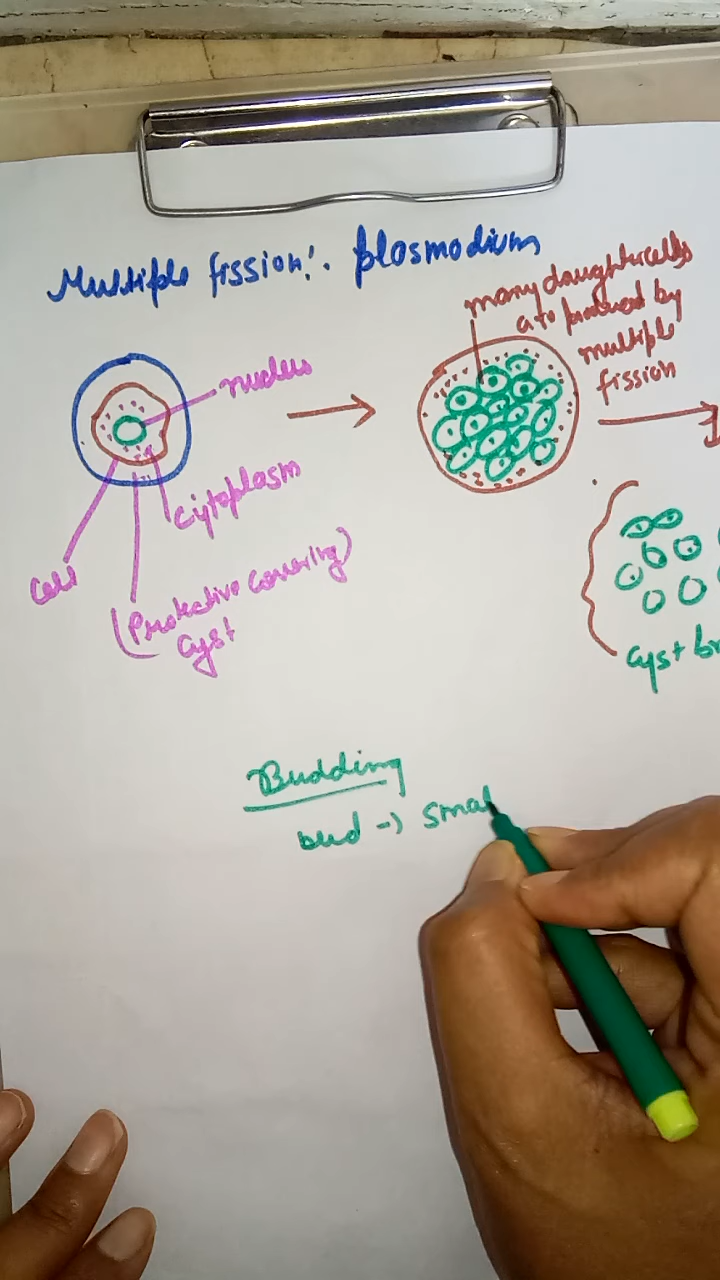 Multiple fission:. plasmodium
many daughter cells
are produced by
multiple
fission
nucleus
cytoplasm
Cell
(Protective covering)
cyst
cyst br
Budding
bud → smal